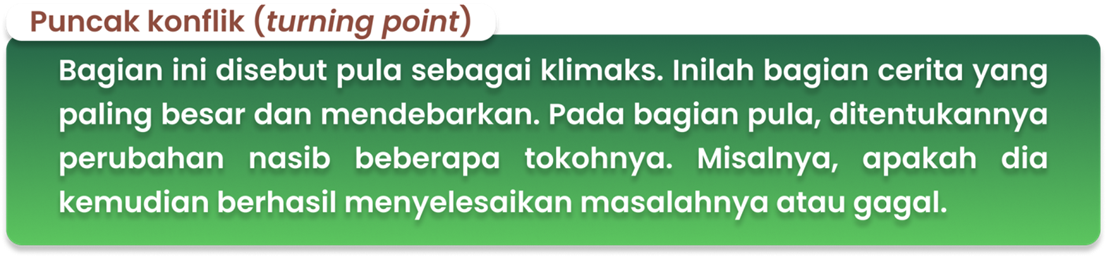 Puncak konflik (turning point)
Bagian ini disebut pula sebagai klimaks. Inilah bagian cerita yang
paling besar dan mendebarkan. Pada bagian pula, ditentukannya
perubahan nasib beberapa tokohnya. Misalnya, apakah dia
kemudian berhasil menyelesaikan masalahnya atau gagal.